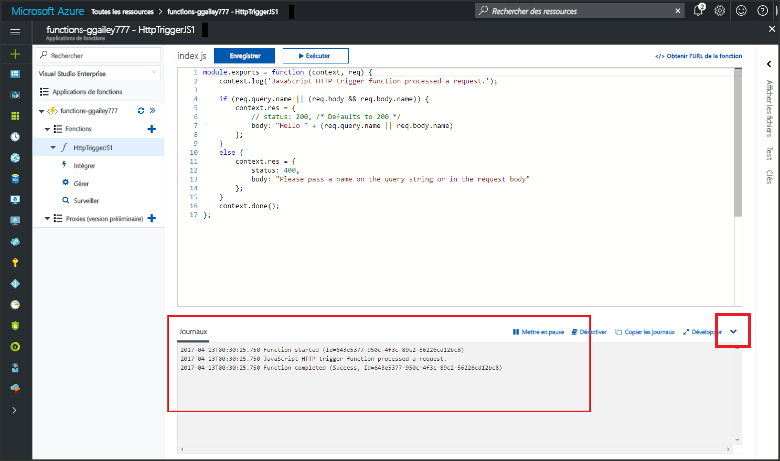 Microsoft Azure Toutes les ressources > functions-ggailey777 - HttpTriggerJS1
Rechercher des ressources
2
functions-ggailey777 - HttpTriggerJS1
Applications de fonctions
Rechercher
Visual Studio Enterprise
Applications de fonctions
functions-ggailey777
Fonctions
HttpTriggerJS1
Intégrer
Gérer
Surveiller
Proxies (version préliminaire)
index js Enregistrer Exécuter </> Obtenir l'URL de la fonction
1 module.exports = function (context, req) {
2 context.log('JavaScript HTTP trigger function processed a request.');
3
4 if (req.query.name || (req.body && req.body.name)) {
5 context.res = {
6 // status: 200, /* Defaults to 200 */
7 body: "Hello " + (req.query.name || req.body.name)
8 };
9 }
10 else {
11 context.res = {
12 status: 400,
13 body: "Please pass a name on the query string or in the request body"
14 };
15 }
16 context.done();
17 };
Afficher les fichiers
Test
Clés
Journaux Mettre en pause Désactiver Copier les journaux Développer
2017-04-13T00:30:25.750 Function started (Id=643e5377-950c-4f3c-89c2-56226cd12bc8)
2017-04-13T00:30:25.750 JavaScript HTTP trigger function processed a request.
2017-04-13T00:30:25.750 Function completed (Success, Id=643e5377-950c-4f3c-89c2-56226cd12bc8)